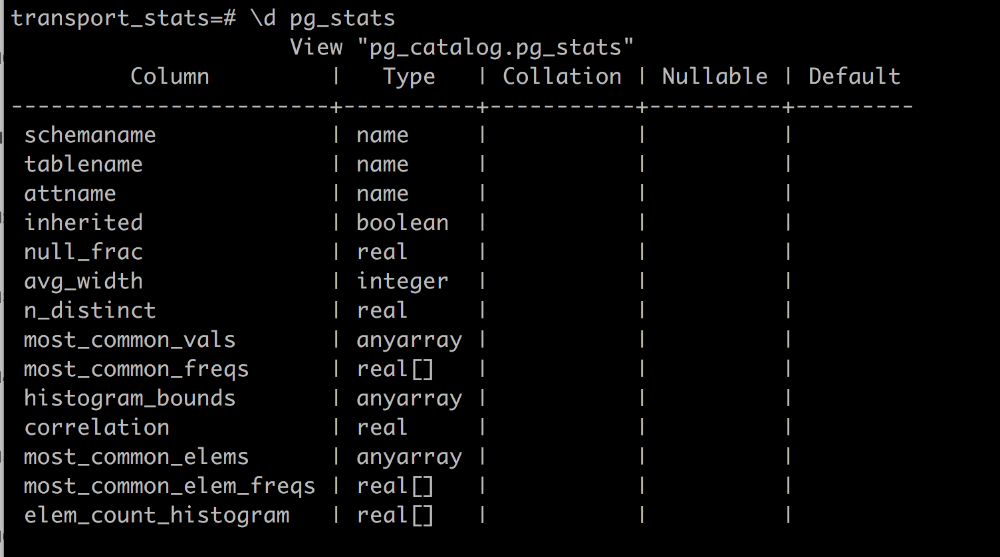 transport_stats=# \d pg_stats
                     View "pg_catalog.pg_stats"
         Column         |   Type   | Collation | Nullable | Default
------------------------+----------+-----------+----------+---------
 schemaname             | name     |           |          |
 tablename              | name     |           |          |
 attname                | name     |           |          |
 inherited              | boolean  |           |          |
 null_frac              | real     |           |          |
 avg_width              | integer  |           |          |
 n_distinct             | real     |           |          |
 most_common_vals       | anyarray |           |          |
 most_common_freqs      | real[]   |           |          |
 histogram_bounds       | anyarray |           |          |
 correlation            | real     |           |          |
 most_common_elems      | anyarray |           |          |
 most_common_elem_freqs | real[]   |           |          |
 elem_count_histogram   | real[]   |           |          |